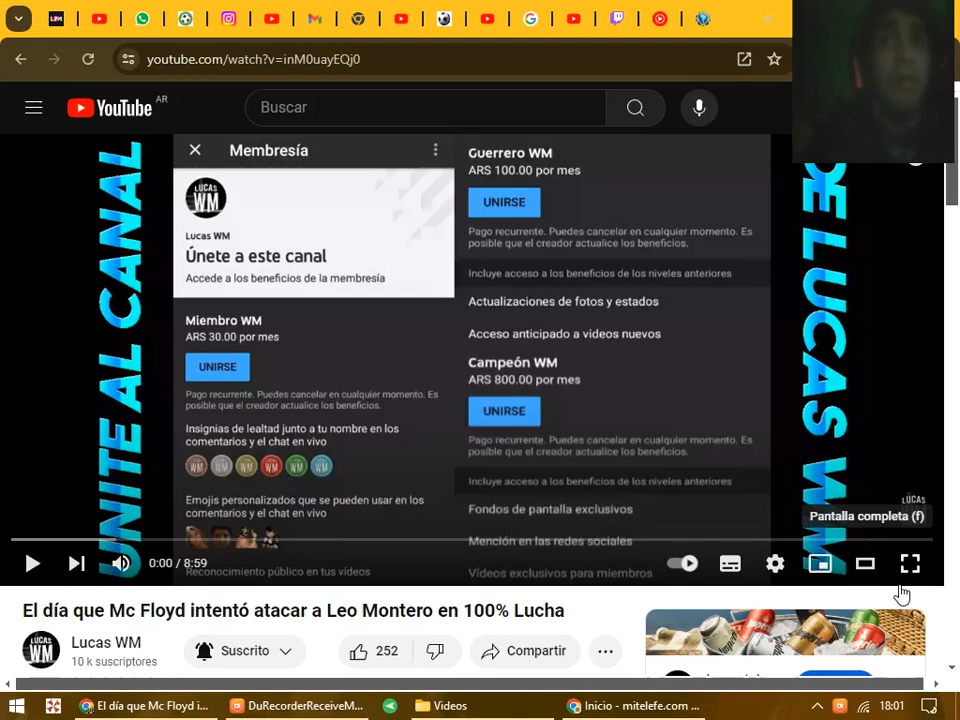 youtube.com/watch?v=inM0uayEQj0
YouTube AR
Buscar
UNITE AL CANAL
DE LUCAS WM
Membresía
LUCAS WM
Lucas WM
Únete a este canal
Accede a los beneficios de la membresía
Miembro WM
ARS 30.00 por mes
UNIRSE
Pago recurrente. Puedes cancelar en cualquier momento. Es
posible que el creador actualice los beneficios.
Insignias de lealtad junto a tu nombre en los
comentarios y el chat en vivo
WM WM WM WM WM WM
Emojis personalizados que se pueden usar en los
comentarios y el chat en vivo
Reconocimiento público en tus videos
Guerrero WM
ARS 100.00 por mes
UNIRSE
Pago recurrente. Puedes cancelar en cualquier momento. Es
posible que el creador actualice los beneficios.
Incluye acceso a los beneficios de los niveles anteriores
Actualizaciones de fotos y estados
Acceso anticipado a videos nuevos
Campeón WM
ARS 800.00 por mes
UNIRSE
Pago recurrente. Puedes cancelar en cualquier momento. Es
posible que el creador actualice los beneficios.
Incluye acceso a los beneficios de los niveles anteriores
Fondos de pantalla exclusivos
Mención en las redes sociales
Vídeos exclusivos para miembros
LUCAS
Pantalla completa (f)
0:00 / 8:59
El día que Mc Floyd intentó atacar a Leo Montero en 100% Lucha
LUCAS WM
Lucas WM
10 k suscriptores
Suscrito
252
Compartir
El día que Mc Floyd i...
DuRecorderReceiveM...
Videos
Inicio - mitelefe.com ...
18:01